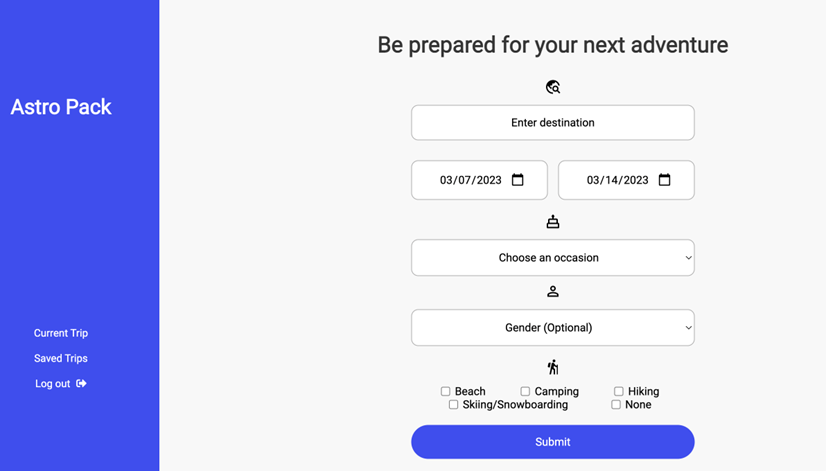 Be prepared for your next adventure
Astro Pack
Enter destination
03/07/2023 03/14/2023
Choose an occasion
Gender (Optional)
Current Trip
Saved Trips
Log out
Beach Camping Hiking
Skiing/Snowboarding None
Submit